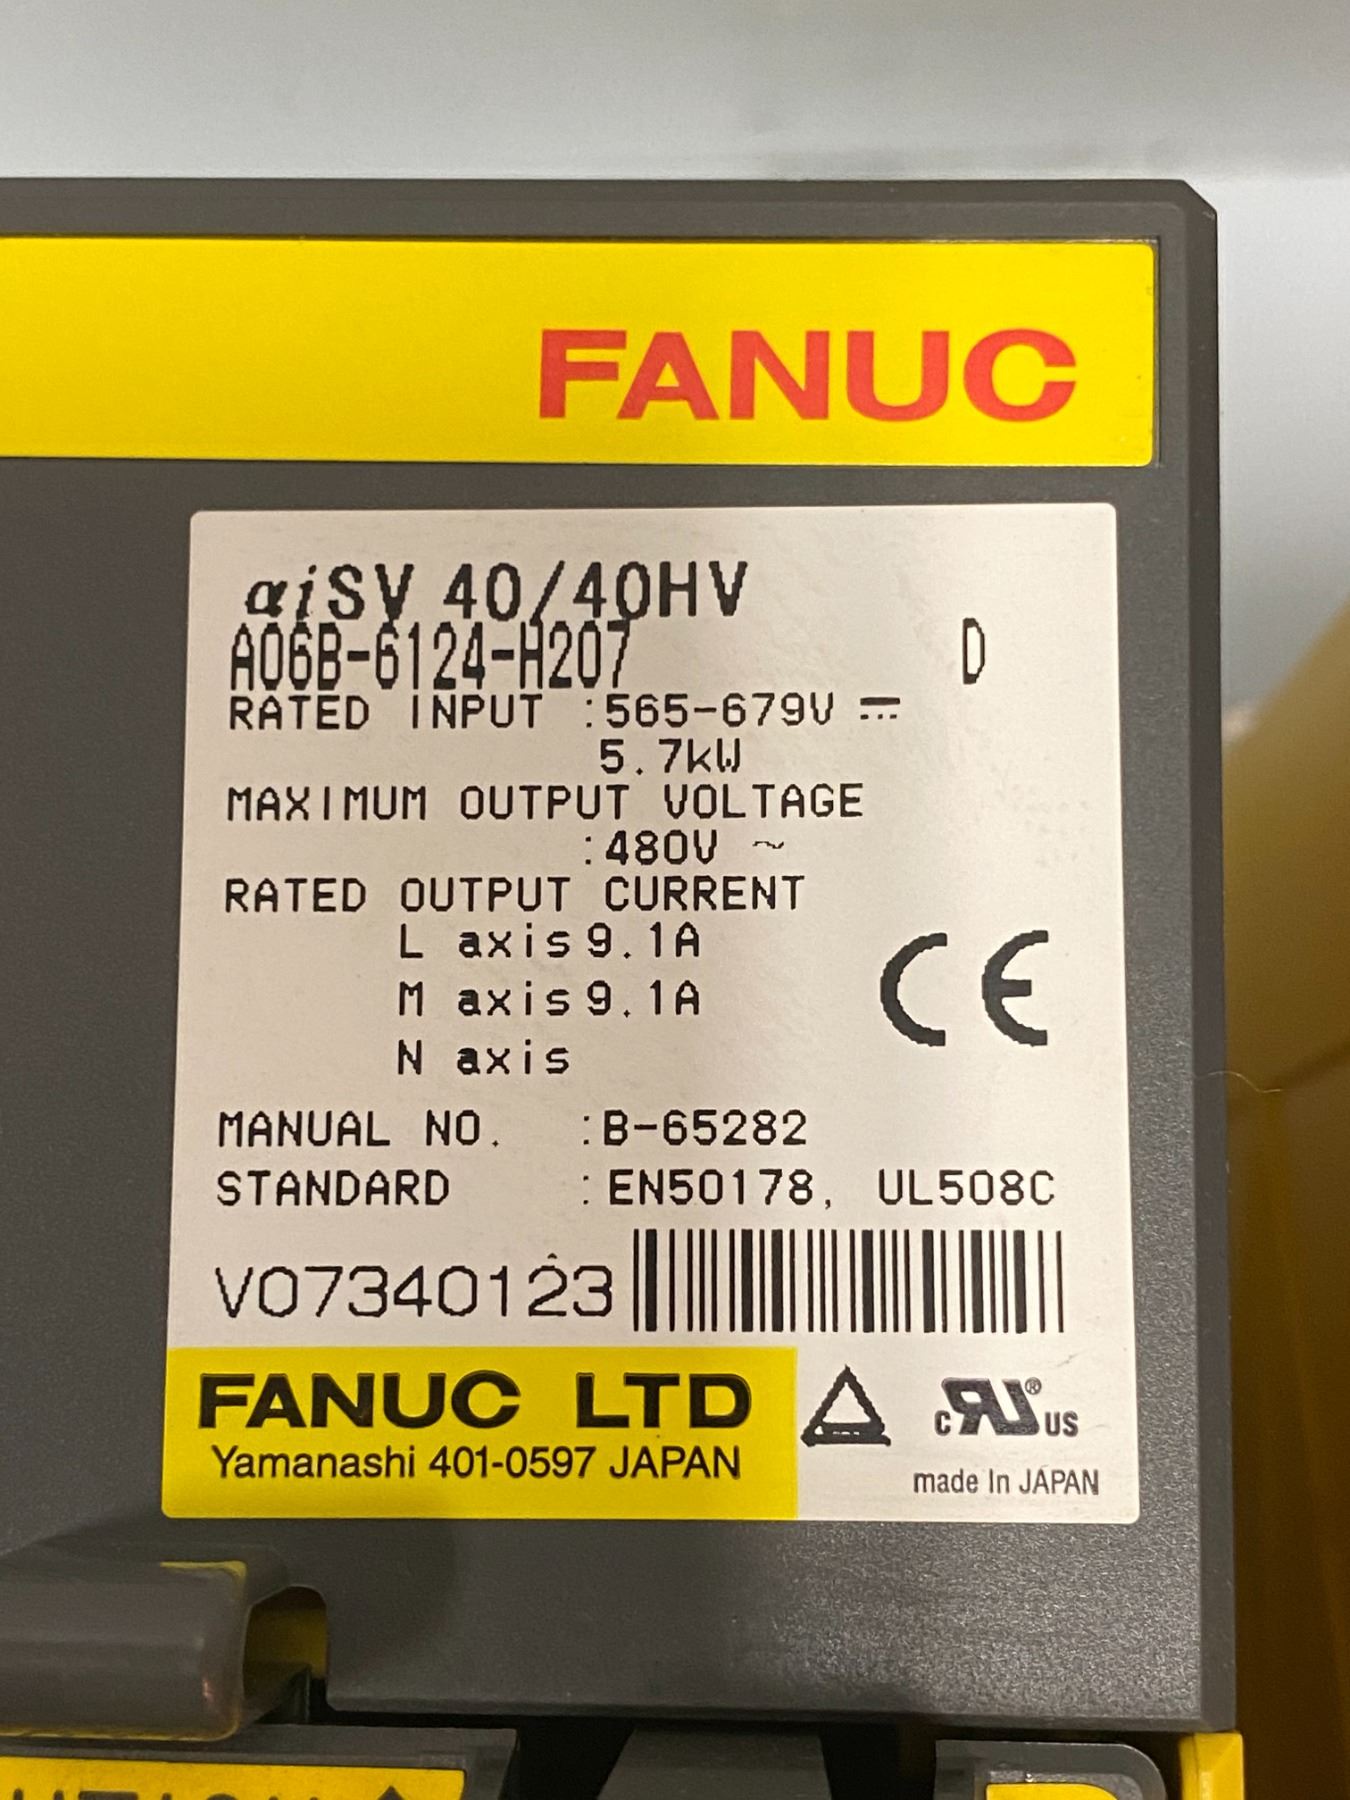 FANUC
αiSV 40/40HV
A06B-6124-H207 D
RATED INPUT :565-679V ⎓
5.7kW
MAXIMUM OUTPUT VOLTAGE
:480V ~
RATED OUTPUT CURRENT
L axis 9.1A
M axis 9.1A
N axis
CE
MANUAL NO. :B-65282
STANDARD :EN50178, UL508C
V07340123
FANUC LTD
Yamanashi 401-0597 JAPAN
c RU ® US
made In JAPAN